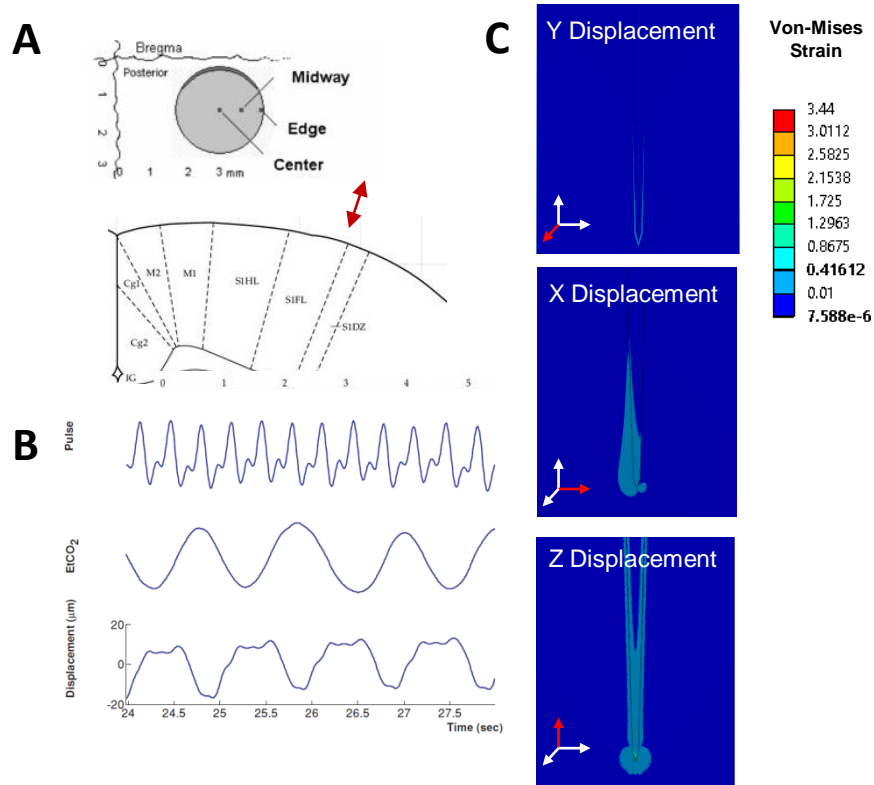 A
Bregma
Posterior
0
1
2
3
Midway
Edge
Center
0 1 2 3 mm
Cg1
M2
M1
S1HL
S1FL
S1DZ
Cg2
IG
0 1 2 3 4 5
B
Pulse
EtCO₂
Displacement (μm)
20
0
-20
24 24.5 25 25.5 26 26.5 27 27.5
Time (sec)
C
Y Displacement
X Displacement
Z Displacement
Von-Mises
Strain
3.44
3.0112
2.5825
2.1538
1.725
1.2963
0.8675
0.41612
0.01
7.588e-6